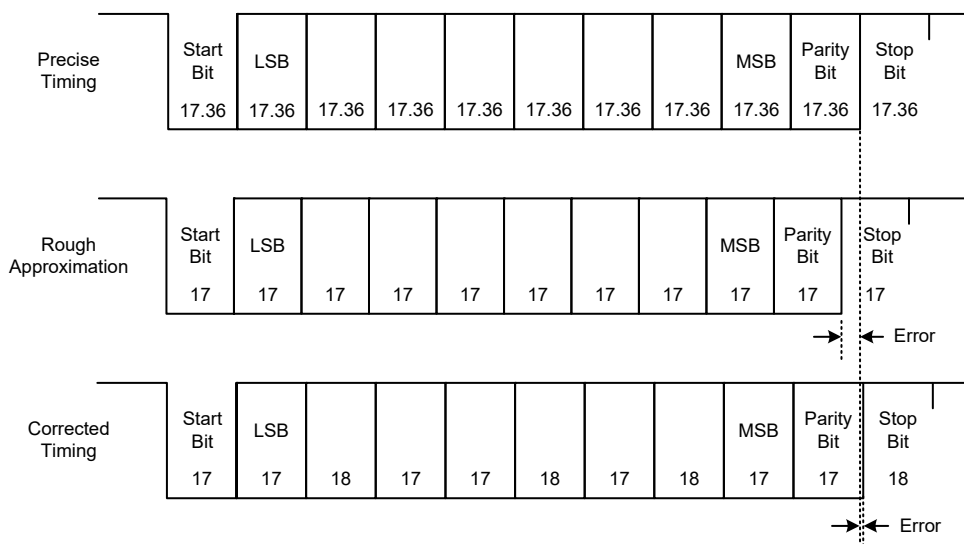 Precise
Timing
Start
Bit
LSB
MSB
Parity
Bit
Stop
Bit
17.36 17.36 17.36 17.36 17.36 17.36 17.36 17.36 17.36 17.36 17.36
Rough
Approximation
Start
Bit
LSB
MSB
Parity
Bit
Stop
Bit
17 17 17 17 17 17 17 17 17 17 17
Error
Corrected
Timing
Start
Bit
LSB
MSB
Parity
Bit
Stop
Bit
17 17 18 17 17 18 17 18 17 17 18
Error